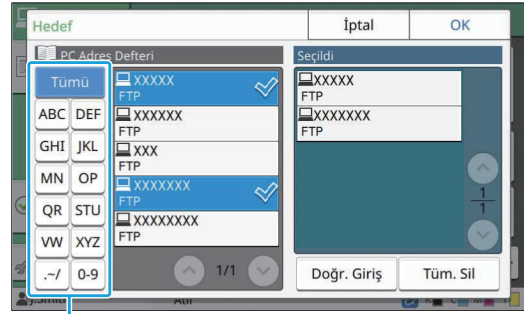 Hedef
İptal
OK
PC Adres Defteri
Seçildi
Tümü
ABC DEF
GHI JKL
MN OP
QR STU
VW XYZ
.~/ 0-9
XXXXX
FTP
XXXXXX
FTP
XXX
FTP
XXXXXXX
FTP
XXXXXXXX
FTP
1/1
XXXXX
FTP
XXXXXXX
FTP
1
1
Doğr. Giriş
Tüm. Sil